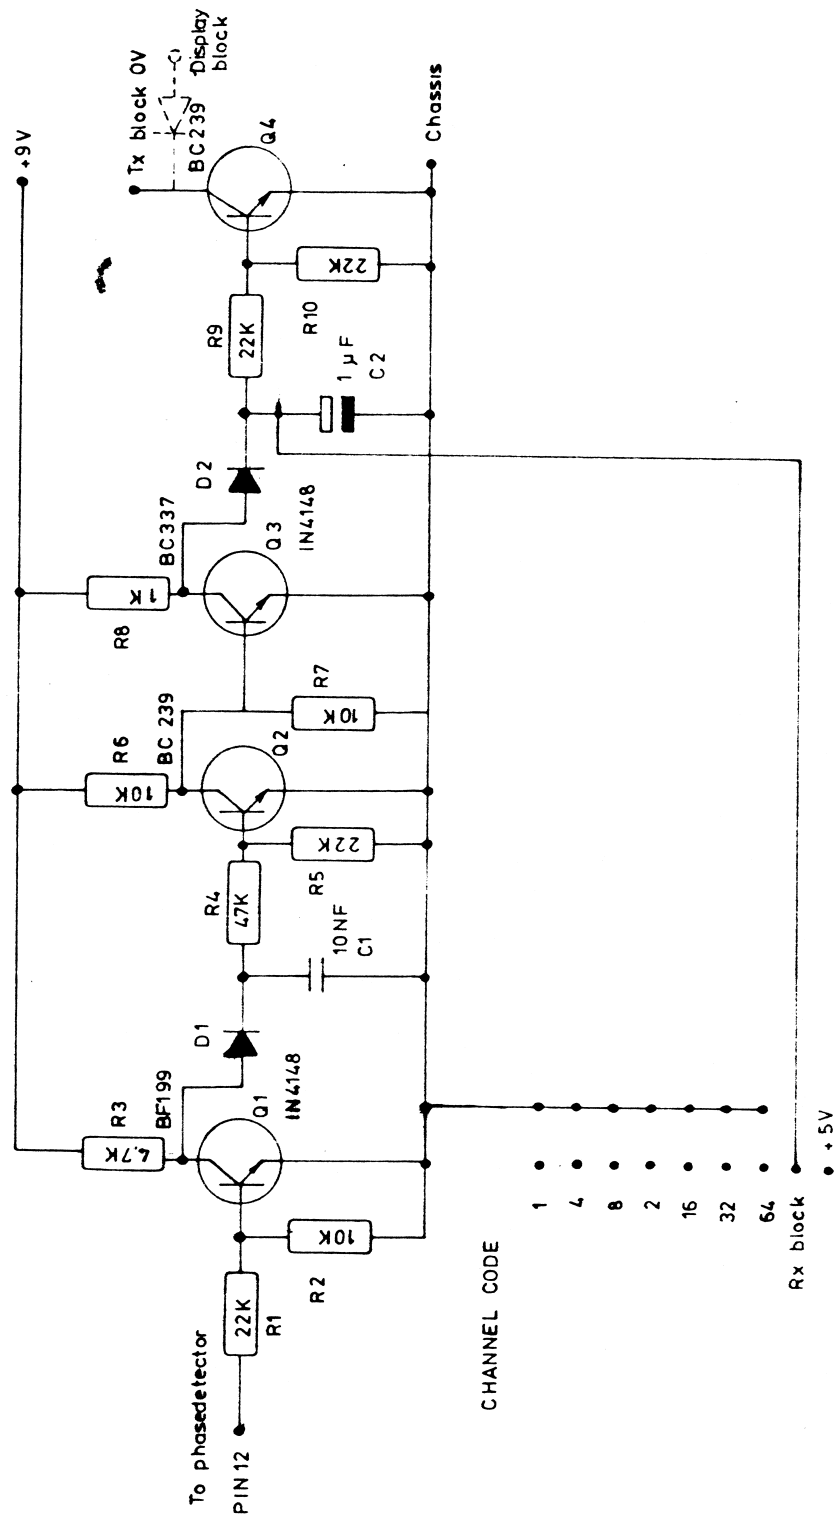 +9V
Tx block 0V
Display
block
BC239
Q4
Chassis
R9
22K
R10
22K
1 µF
C2
D2
IN4148
BC337
Q3
R8
1K
R7
10K
BC 239
Q2
R6
10K
R5
22K
R4
47K
10NF
C1
D1
IN4148
BF199
Q1
R3
4.7K
R2
10K
R1
22K
To phasedetector
PIN12
CHANNEL CODE
1
4
8
2
16
32
64
Rx block
+5V